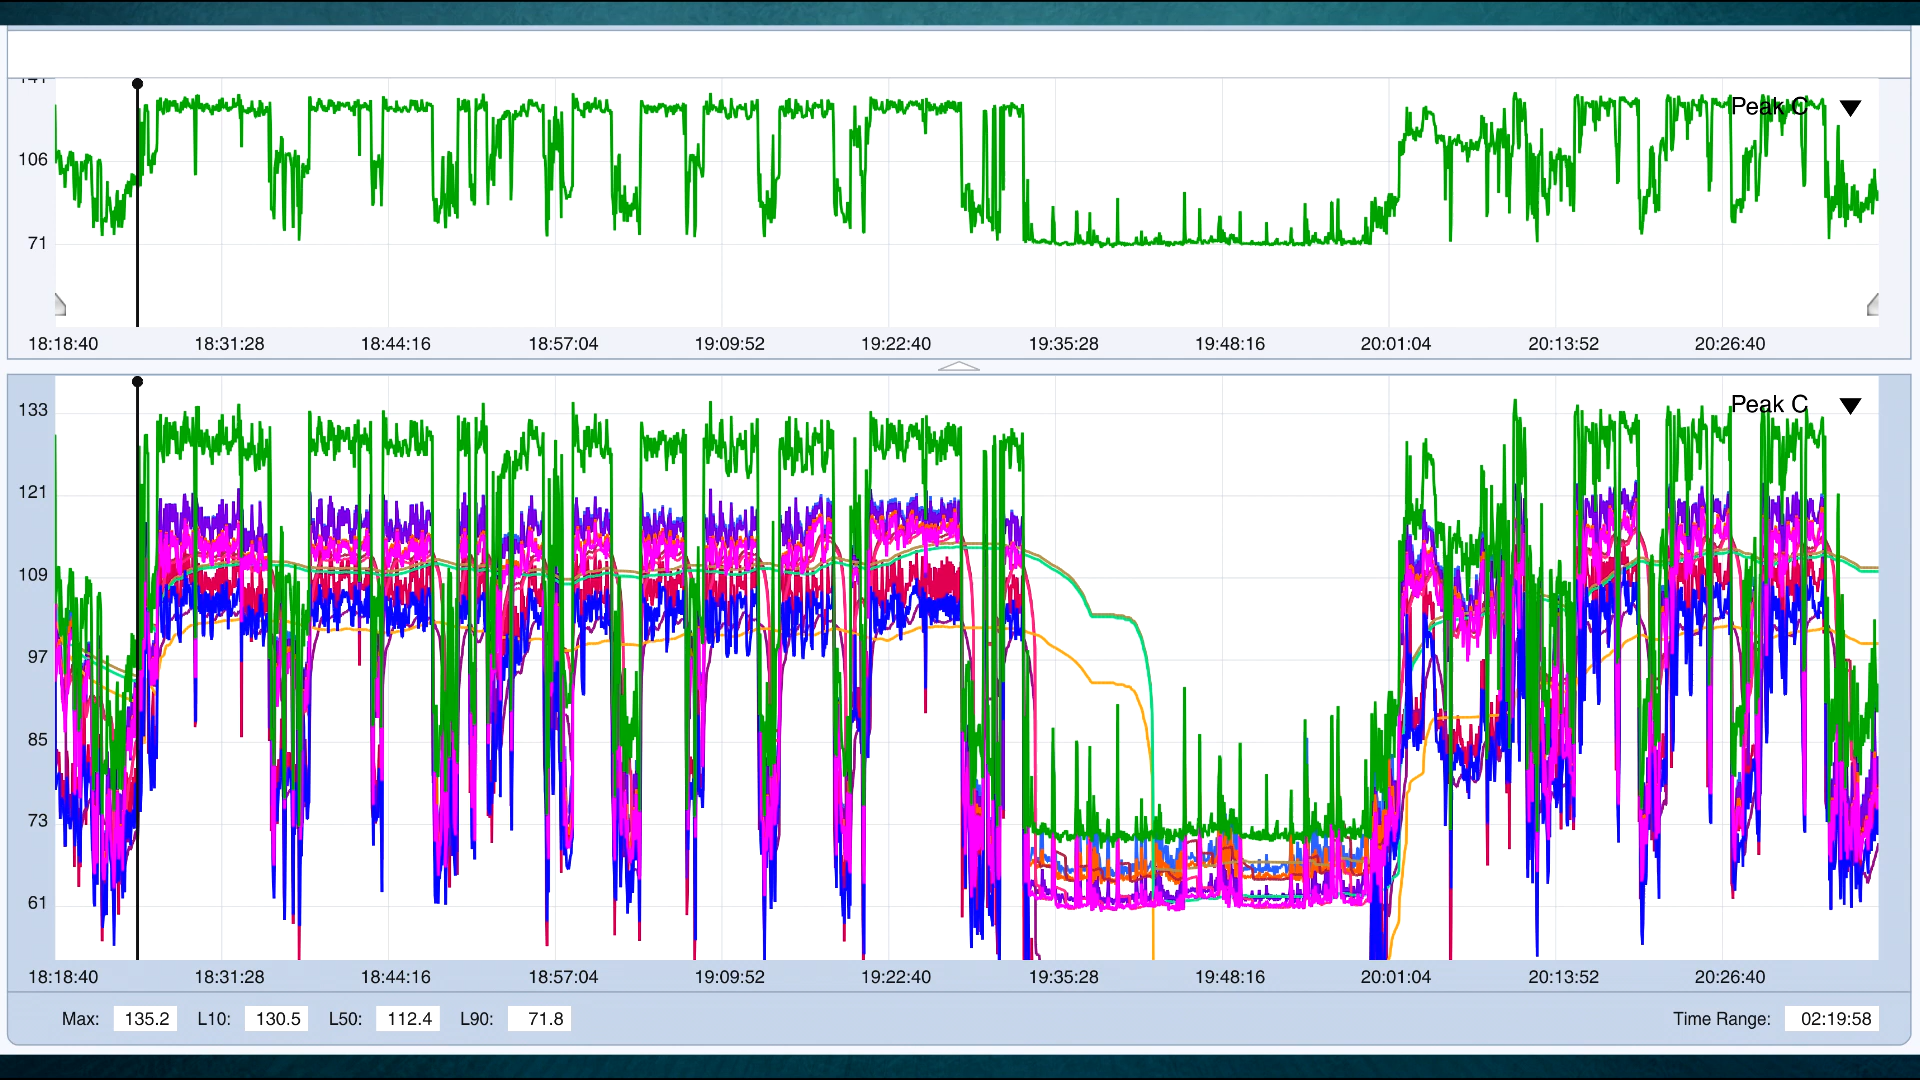 141
Peak C
106
71
18:18:40 18:31:28 18:44:16 18:57:04 19:09:52 19:22:40 19:35:28 19:48:16 20:01:04 20:13:52 20:26:40
133
Peak C
121
109
97
85
73
61
18:18:40 18:31:28 18:44:16 18:57:04 19:09:52 19:22:40 19:35:28 19:48:16 20:01:04 20:13:52 20:26:40
Max: 135.2 L10: 130.5 L50: 112.4 L90: 71.8 Time Range: 02:19:58